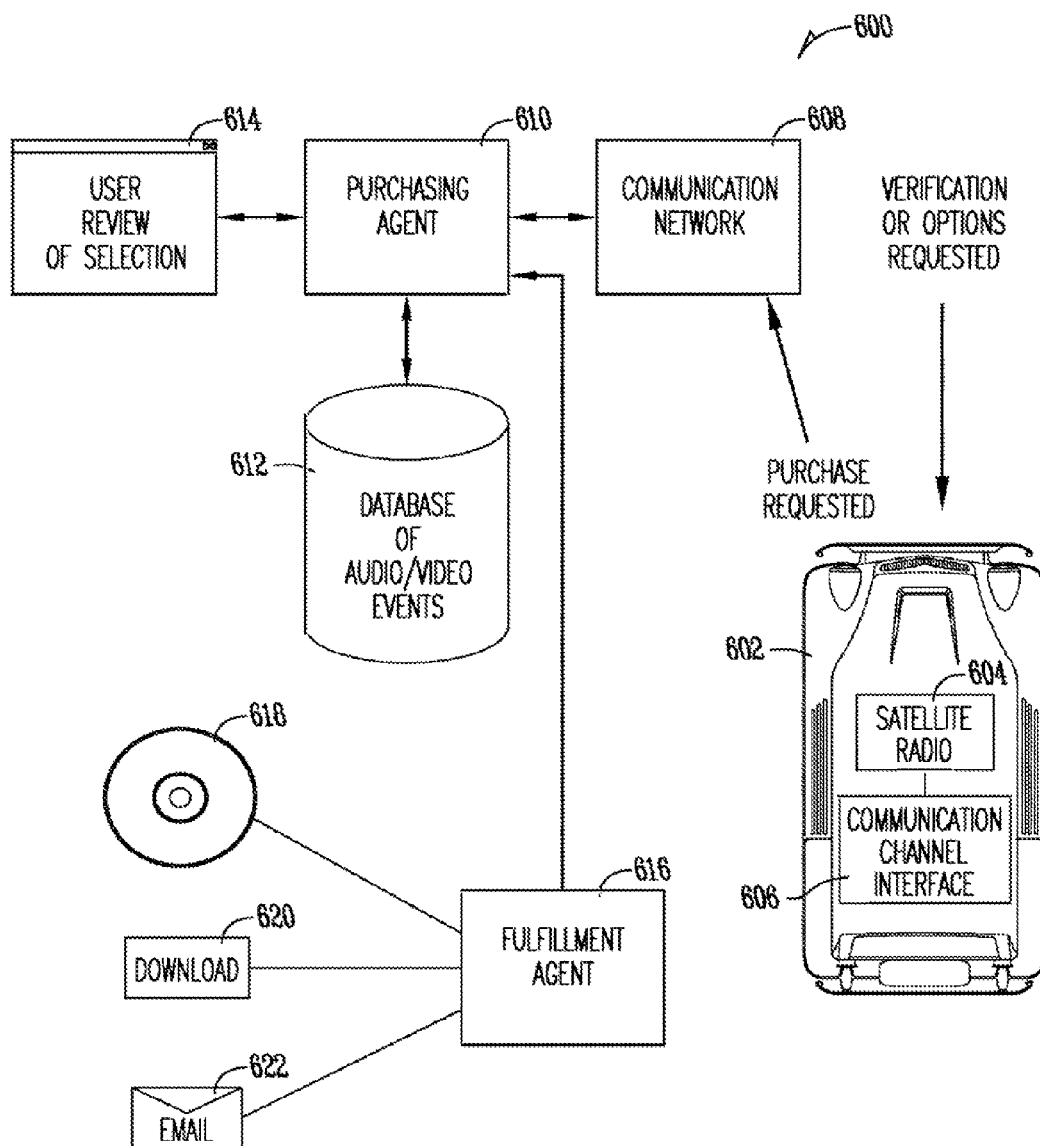 600
614
610
608
USER
REVIEW
OF SELECTION
PURCHASING
AGENT
COMMUNICATION
NETWORK
VERIFICATION
OR OPTIONS
REQUESTED
612
DATABASE
OF
AUDIO/VIDEO
EVENTS
PURCHASE
REQUESTED
602
604
SATELLITE
RADIO
COMMUNICATION
CHANNEL
INTERFACE
606
618
616
FULFILLMENT
AGENT
620
DOWNLOAD
622
EMAIL